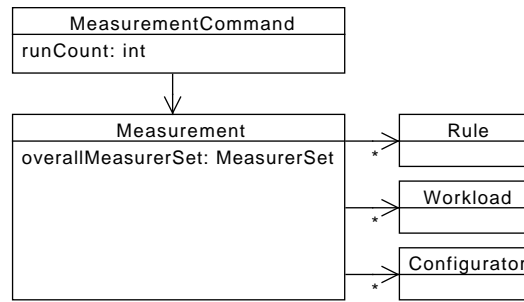 MeasurementCommand
runCount: int
Measurement
overallMeasurerSet: MeasurerSet
Rule
*
Workload
*
Configurator
*